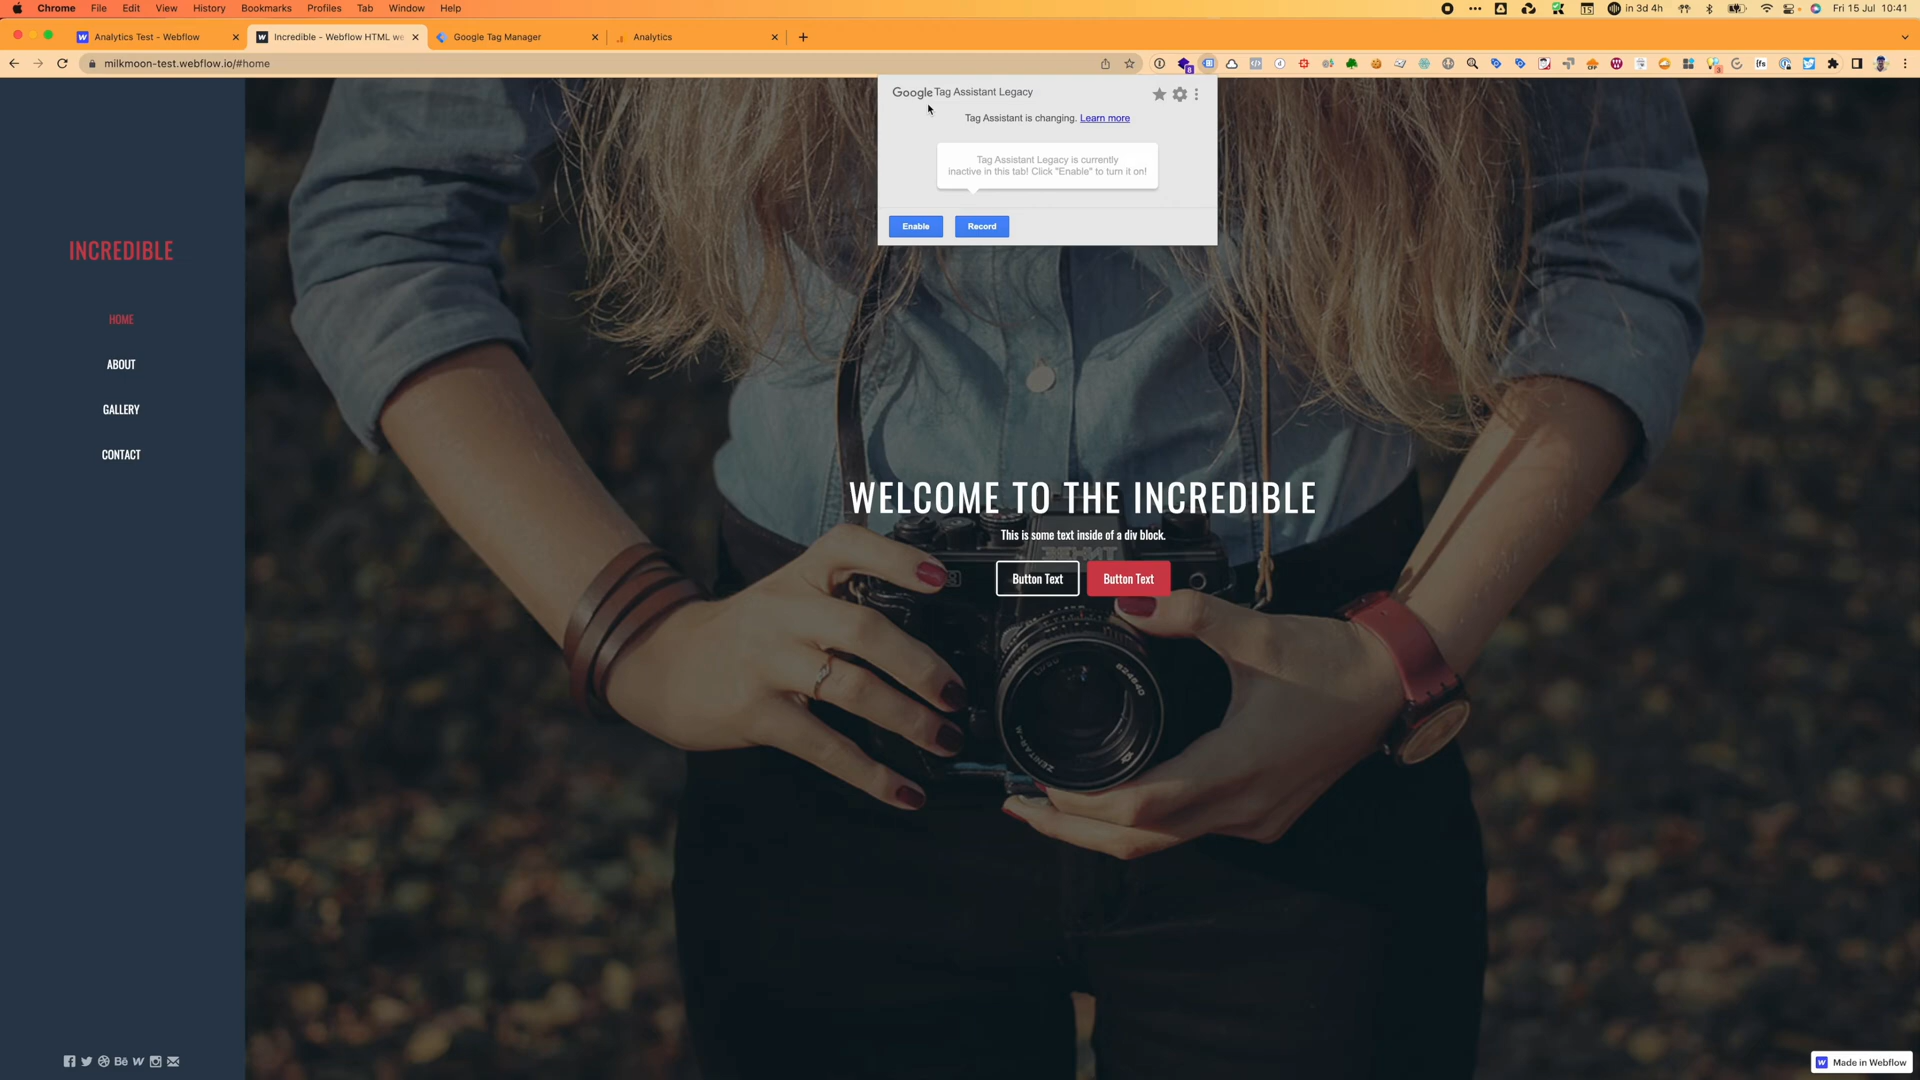 Chrome File Edit View History Bookmarks Profiles Tab Window Help
in 3d 4h Fri 15 Jul 10:41
Analytics Test - Webflow
Incredible - Webflow HTML we
Google Tag Manager
Analytics
milkmoon-test.webflow.io/#home
Google Tag Assistant Legacy
Tag Assistant is changing. Learn more
Tag Assistant Legacy is currently
inactive in this tab! Click "Enable" to turn it on!
Enable Record
INCREDIBLE
HOME
ABOUT
GALLERY
CONTACT
WELCOME TO THE INCREDIBLE
This is some text inside of a div block.
Button Text Button Text
Made in Webflow